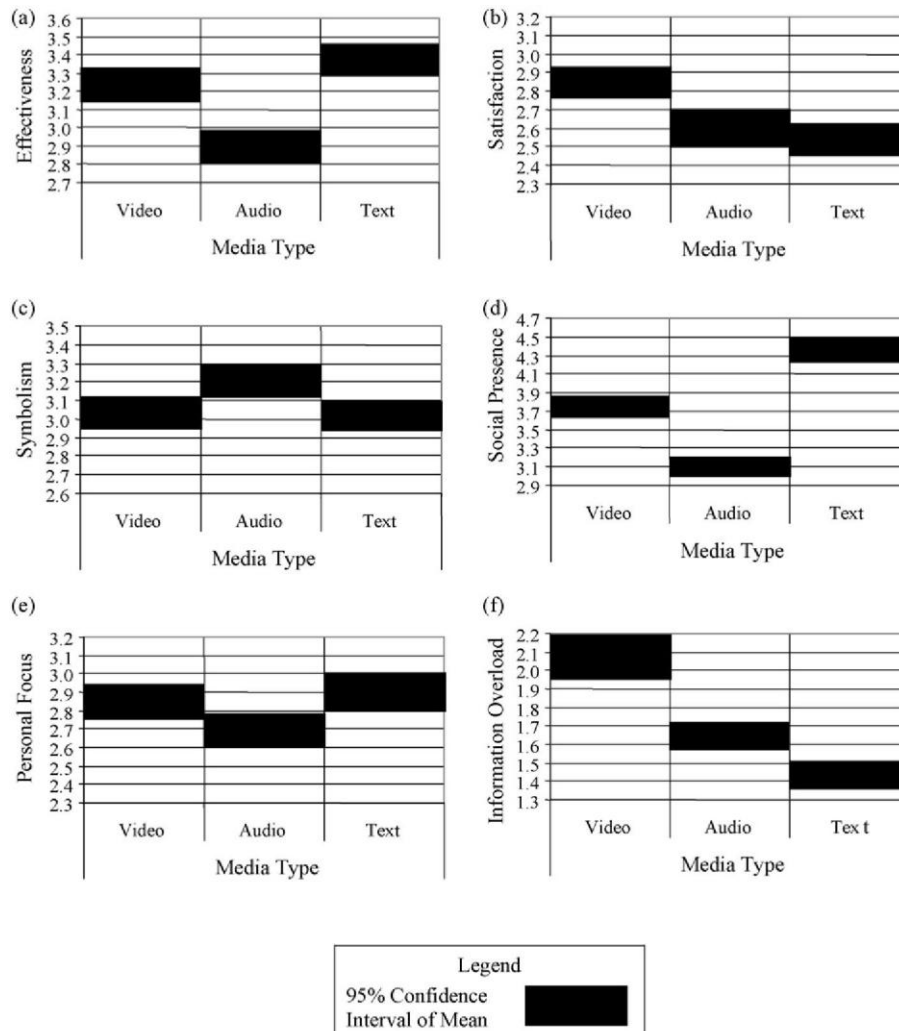 (a)
Effectiveness
3.6
3.5
3.4
3.3
3.2
3.1
3.0
2.9
2.8
2.7
Video Audio Text
Media Type
(b)
Satisfaction
3.2
3.1
3.0
2.9
2.8
2.7
2.6
2.5
2.4
2.3
Video Audio Text
Media Type
(c)
Symbolism
3.5
3.4
3.3
3.2
3.1
3.0
2.9
2.8
2.7
2.6
Video Audio Text
Media Type
(d)
Social Presence
4.7
4.5
4.3
4.1
3.9
3.7
3.5
3.3
3.1
2.9
Video Audio Text
Media Type
(e)
Personal Focus
3.2
3.1
3.0
2.9
2.8
2.7
2.6
2.5
2.4
2.3
Video Audio Text
Media Type
(f)
Information Overload
2.2
2.1
2.0
1.9
1.8
1.7
1.6
1.5
1.4
1.3
Video Audio Tex t
Media Type
Legend
95% Confidence
Interval of Mean